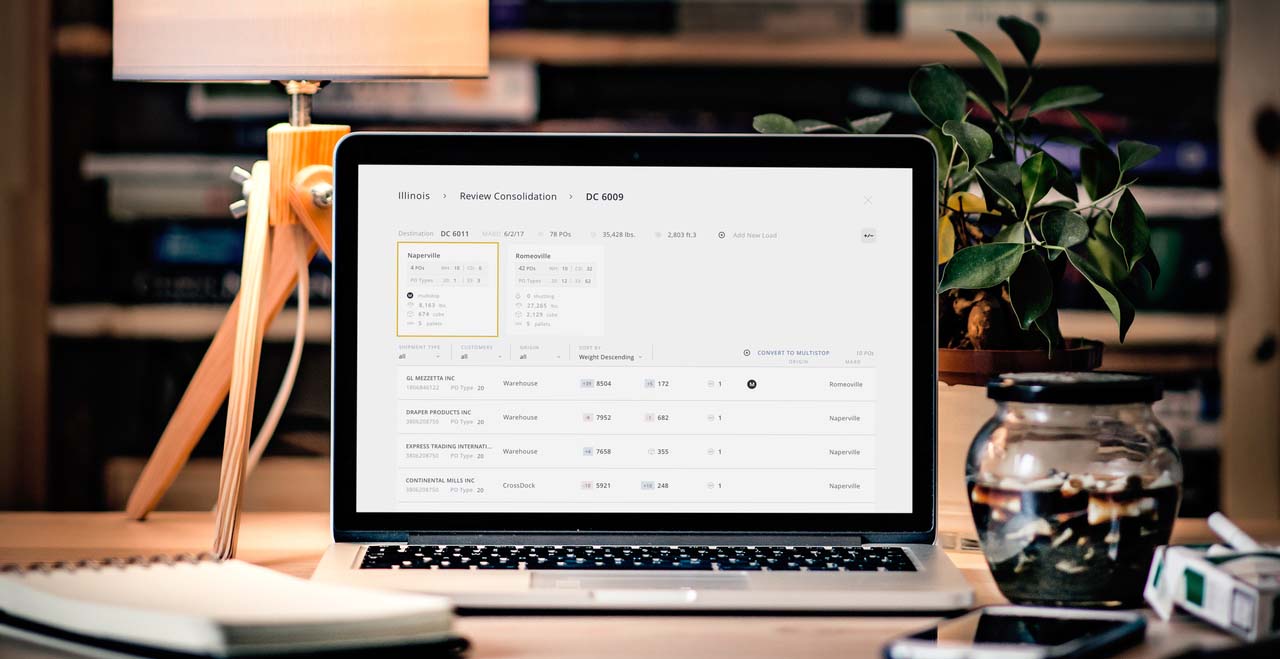 Illinois > Review Consolidation > DC 6009
Destination DC 6011 MABD 6/2/17 78 POs 35,428 lbs. 2,803 ft.3 Add New Load +/-
Naperville
4 POs WH: 10 | CD: 6
PO Types 20: 1 | 33: 3
M multistop
8,163 lbs
674 cube
5 pallets
Romeoville
42 POs WH: 10 | CD: 32
PO Types 20: 12 | 33: 62
0 shuttling
27,265 lbs
2,129 cube
5 pallets
SHIPMENT TYPE CUSTOMERS ORIGIN SORT BY
all all all Weight Descending
CONVERT TO MULTISTOP 10 POs
ORIGIN MABD
GL MEZZETTA INC Warehouse 8504 172 1 M Romeoville
1806846122 PO Type 20
DRAPER PRODUCTS INC Warehouse 7952 682 1 Naperville
3806208750 PO Type 20
EXPRESS TRADING INTERNATI... Warehouse 7658 355 1 Naperville
3806208750 PO Type 20
CONTINENTAL MILLS INC CrossDock 5921 248 1 Naperville
3806208750 PO Type 20